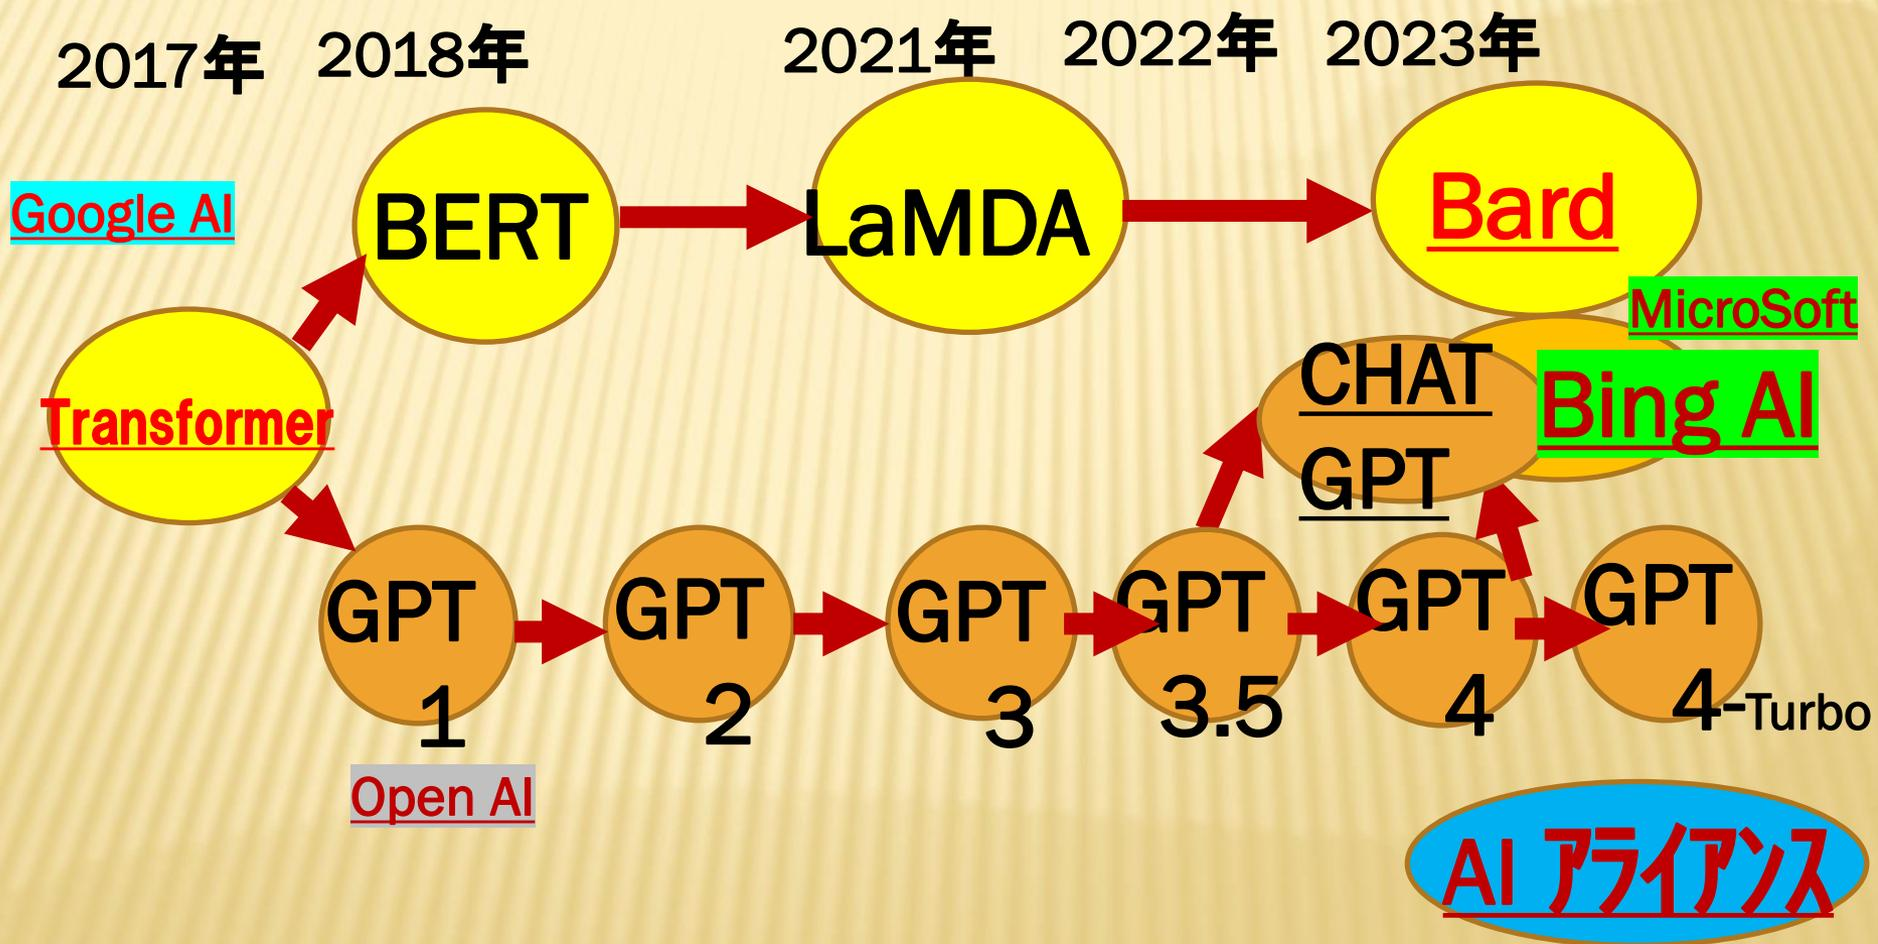 2017年 2018年 2021年 2022年 2023年
Google AI
BERT
LaMDA
Bard
MicroSoft
Transformer
CHAT
GPT
Bing AI
GPT
1
GPT
2
GPT
3
GPT
3.5
GPT
4
GPT
4-Turbo
Open AI
AI アライアンス